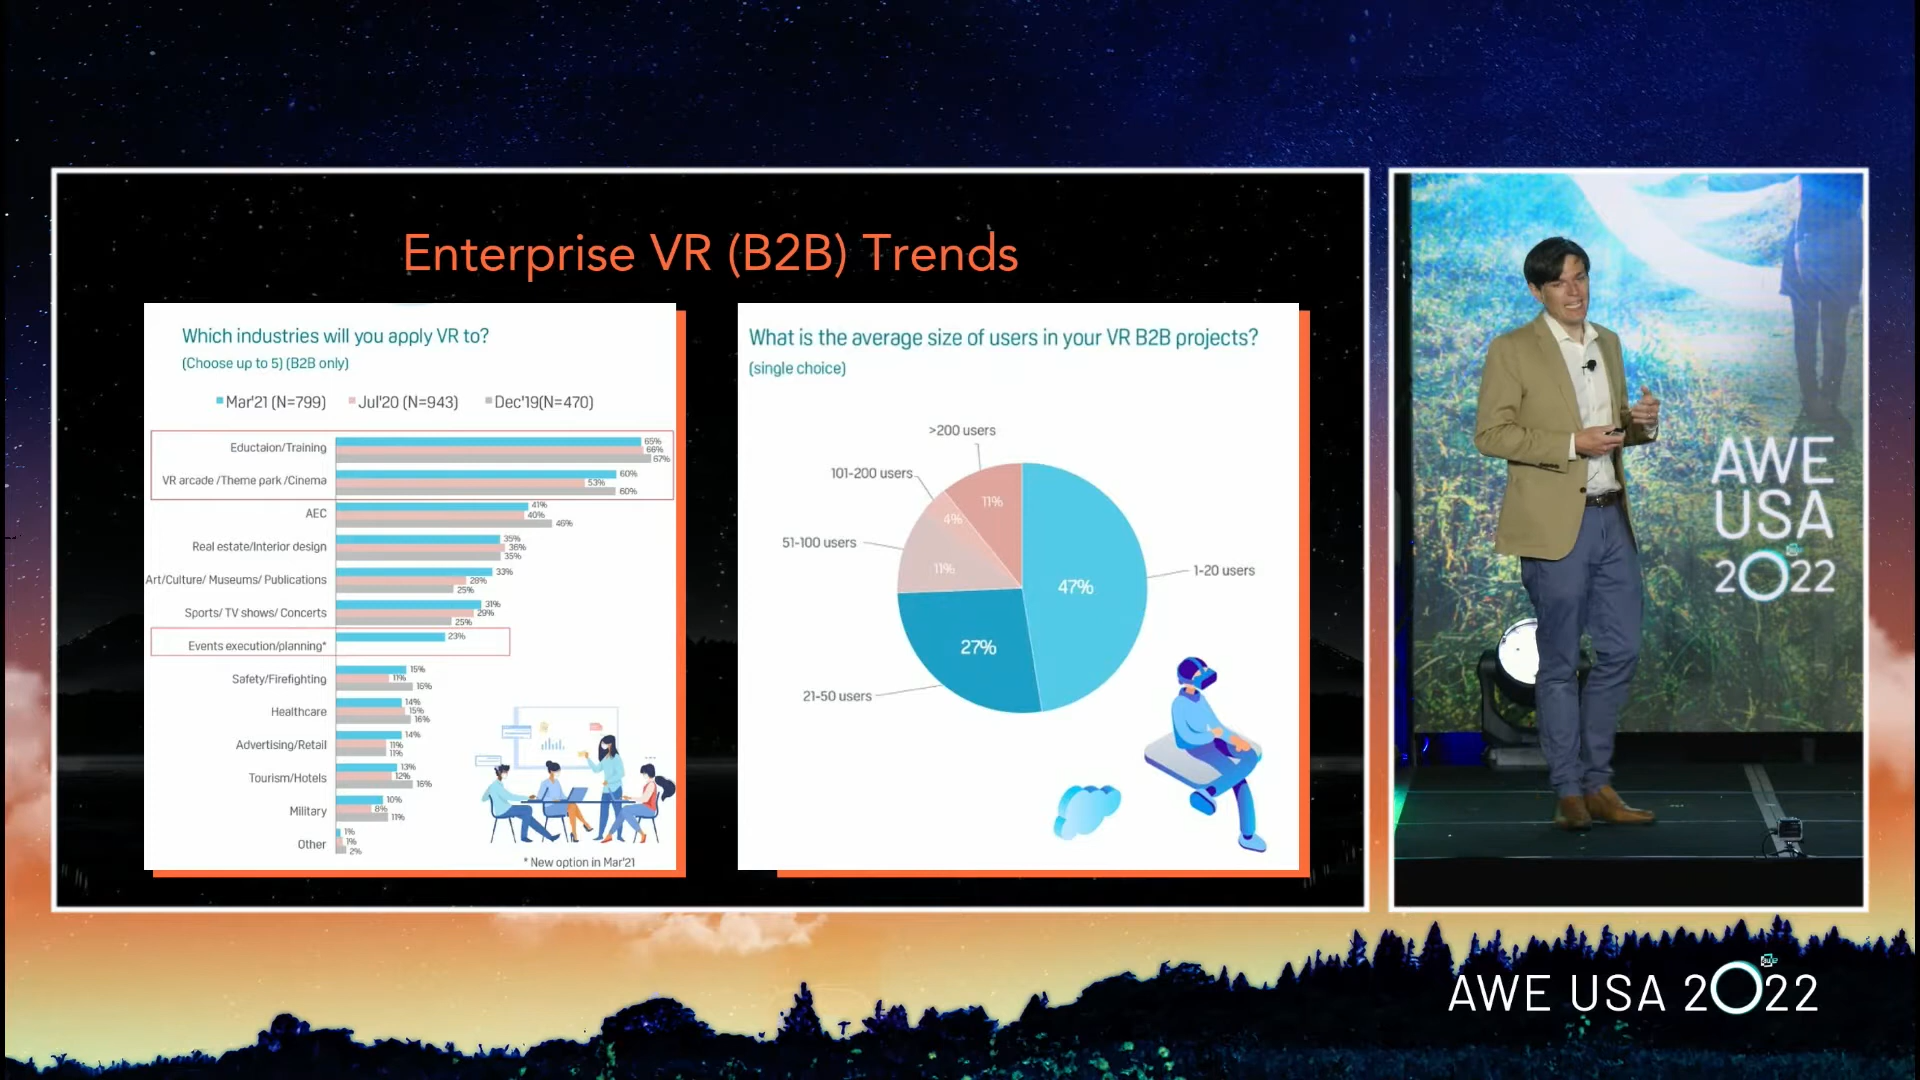 Enterprise VR (B2B) Trends
Which industries will you apply VR to?
(Choose up to 5) (B2B only)
Mar'21 (N=799) Jul'20 (N=943) Dec'19(N=470)
Eductaion/Training
65%
66%
67%
VR arcade /Theme park /Cinema
60%
53%
60%
AEC
41%
40%
46%
Real estate/Interior design
35%
36%
35%
Art/Culture/ Museums/ Publications
33%
28%
25%
Sports/ TV shows/ Concerts
31%
29%
25%
Events execution/planning*
23%
Safety/Firefighting
15%
11%
16%
Healthcare
14%
15%
16%
Advertising/Retail
14%
11%
11%
Tourism/Hotels
13%
12%
16%
Military
10%
8%
11%
Other
1%
1%
2%
* New option in Mar'21
What is the average size of users in your VR B2B projects?
(single choice)
>200 users
11%
101-200 users
4%
51-100 users
11%
1-20 users
47%
21-50 users
27%
AWE
USA
2022
AWE USA 2022